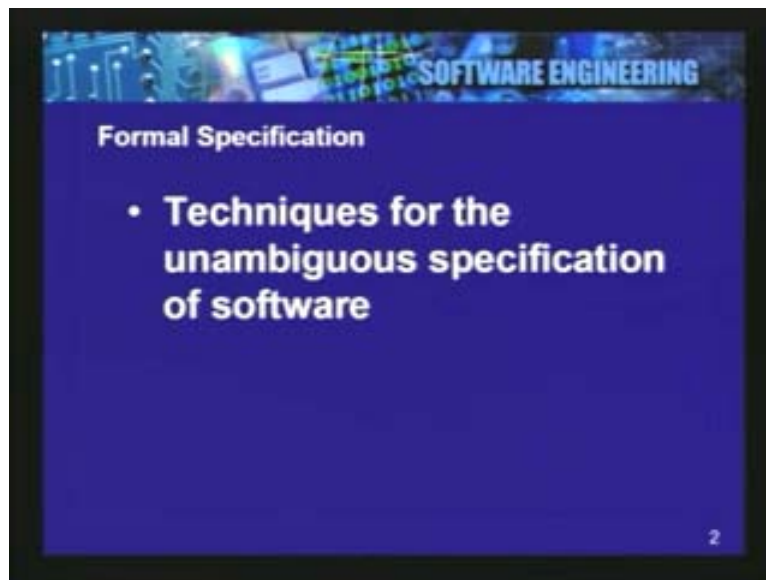 SOFTWARE ENGINEERING
Formal Specification
• Techniques for the
unambiguous specification
of software
2